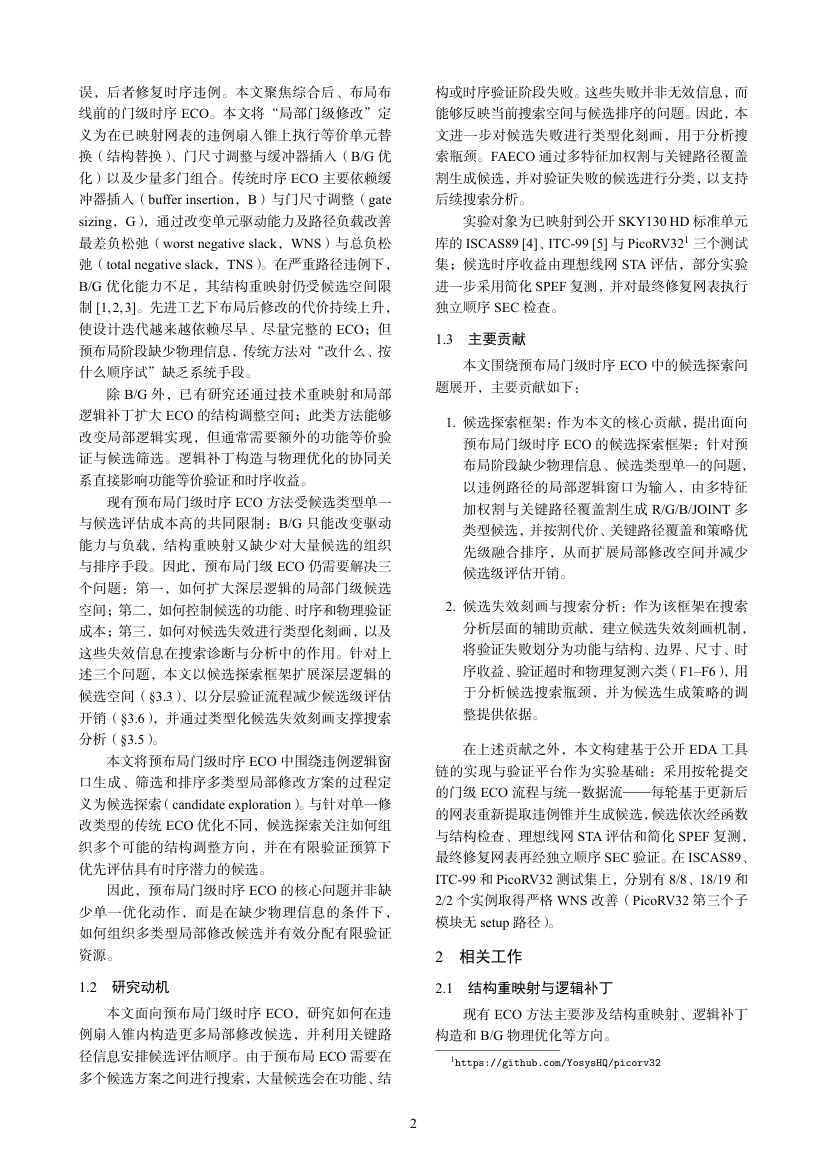 误，后者修复时序违例。本文聚焦综合后、布局布
线前的门级时序 ECO。本文将“局部门级修改”定
义为在已映射网表的违例扇入锥上执行等价单元替
换（结构替换）、门尺寸调整与缓冲器插入（B/G 优
化）以及少量多门组合。传统时序 ECO 主要依赖缓
冲器插入（buffer insertion，B）与门尺寸调整（gate
sizing，G），通过改变单元驱动能力及路径负载改善
最差负松弛（worst negative slack，WNS）与总负松
弛（total negative slack，TNS）。在严重路径违例下，
B/G 优化能力不足，其结构重映射仍受候选空间限
制 [1,2,3]。先进工艺下布局后修改的代价持续上升，
使设计迭代越来越依赖尽早、尽量完整的 ECO；但
预布局阶段缺少物理信息，传统方法对“改什么、按
什么顺序试”缺乏系统手段。
除 B/G 外，已有研究还通过技术重映射和局部
逻辑补丁扩大 ECO 的结构调整空间；此类方法能够
改变局部逻辑实现，但通常需要额外的功能等价验
证与候选筛选。逻辑补丁构造与物理优化的协同关
系直接影响功能等价验证和时序收益。
现有预布局门级时序 ECO 方法受候选类型单一
与候选评估成本高的共同限制：B/G 只能改变驱动
能力与负载，结构重映射又缺少对大量候选的组织
与排序手段。因此，预布局门级 ECO 仍需要解决三
个问题：第一，如何扩大深层逻辑的局部门级候选
空间；第二，如何控制候选的功能、时序和物理验证
成本；第三，如何对候选失效进行类型化刻画，以及
这些失效信息在搜索诊断与分析中的作用。针对上
述三个问题，本文以候选探索框架扩展深层逻辑的
候选空间（§3.3）、以分层验证流程减少候选级评估
开销（§3.6），并通过类型化候选失效刻画支撑搜索
分析（§3.5）。
本文将预布局门级时序 ECO 中围绕违例逻辑窗
口生成、筛选和排序多类型局部修改方案的过程定
义为候选探索（candidate exploration）。与针对单一修
改类型的传统 ECO 优化不同，候选探索关注如何组
织多个可能的结构调整方向，并在有限验证预算下
优先评估具有时序潜力的候选。
因此，预布局门级时序 ECO 的核心问题并非缺
少单一优化动作，而是在缺少物理信息的条件下，
如何组织多类型局部修改候选并有效分配有限验证
资源。
1.2 研究动机
本文面向预布局门级时序 ECO，研究如何在违
例扇入锥内构造更多局部修改候选，并利用关键路
径信息安排候选评估顺序。由于预布局 ECO 需要在
多个候选方案之间进行搜索，大量候选会在功能、结
构或时序验证阶段失败。这些失败并非无效信息，而
能够反映当前搜索空间与候选排序的问题。因此，本
文进一步对候选失败进行类型化刻画，用于分析搜
索瓶颈。FAECO 通过多特征加权割与关键路径覆盖
割生成候选，并对验证失败的候选进行分类，以支持
后续搜索分析。
实验对象为已映射到公开 SKY130 HD 标准单元
库的 ISCAS89 [4]、ITC-99 [5] 与 PicoRV32¹ 三个测试
集；候选时序收益由理想线网 STA 评估，部分实验
进一步采用简化 SPEF 复测，并对最终修复网表执行
独立顺序 SEC 检查。
1.3 主要贡献
本文围绕预布局门级时序 ECO 中的候选探索问
题展开，主要贡献如下：
1. 候选探索框架：作为本文的核心贡献，提出面向
预布局门级时序 ECO 的候选探索框架：针对预
布局阶段缺少物理信息、候选类型单一的问题，
以违例路径的局部逻辑窗口为输入，由多特征
加权割与关键路径覆盖割生成 R/G/B/JOINT 多
类型候选，并按割代价、关键路径覆盖和策略优
先级融合排序，从而扩展局部修改空间并减少
候选级评估开销。
2. 候选失效刻画与搜索分析：作为该框架在搜索
分析层面的辅助贡献，建立候选失效刻画机制，
将验证失败划分为功能与结构、边界、尺寸、时
序收益、验证超时和物理复测六类（F1–F6），用
于分析候选搜索瓶颈，并为候选生成策略的调
整提供依据。
在上述贡献之外，本文构建基于公开 EDA 工具
链的实现与验证平台作为实验基础：采用按轮提交
的门级 ECO 流程与统一数据流——每轮基于更新后
的网表重新提取违例锥并生成候选，候选依次经函数
与结构检查、理想线网 STA 评估和简化 SPEF 复测，
最终修复网表再经独立顺序 SEC 验证。在 ISCAS89、
ITC-99 和 PicoRV32 测试集上，分别有 8/8、18/19 和
2/2 个实例取得严格 WNS 改善（PicoRV32 第三个子
模块无 setup 路径）。
2 相关工作
2.1 结构重映射与逻辑补丁
现有 ECO 方法主要涉及结构重映射、逻辑补丁
构造和 B/G 物理优化等方向。
¹https://github.com/YosysHQ/picorv32
2